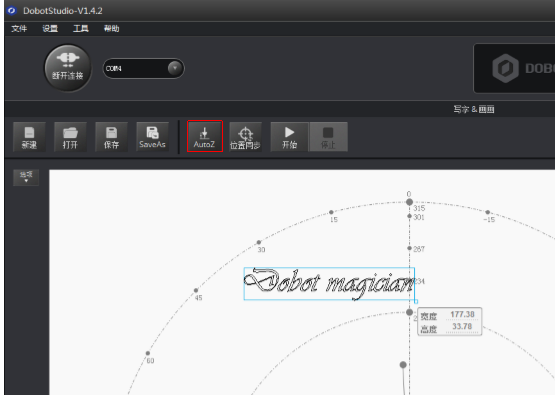 DobotStudio-V1.4.2
文件 设置 工具 帮助
断开连接
COM4
DOBO
写字 & 画画
新建 打开 保存 SaveAs AutoZ 位置同步 开始 停止
选项
0
315
301
15
-15
30
267
Dobot magician
234
45
宽度 177.38
高度 33.78
60